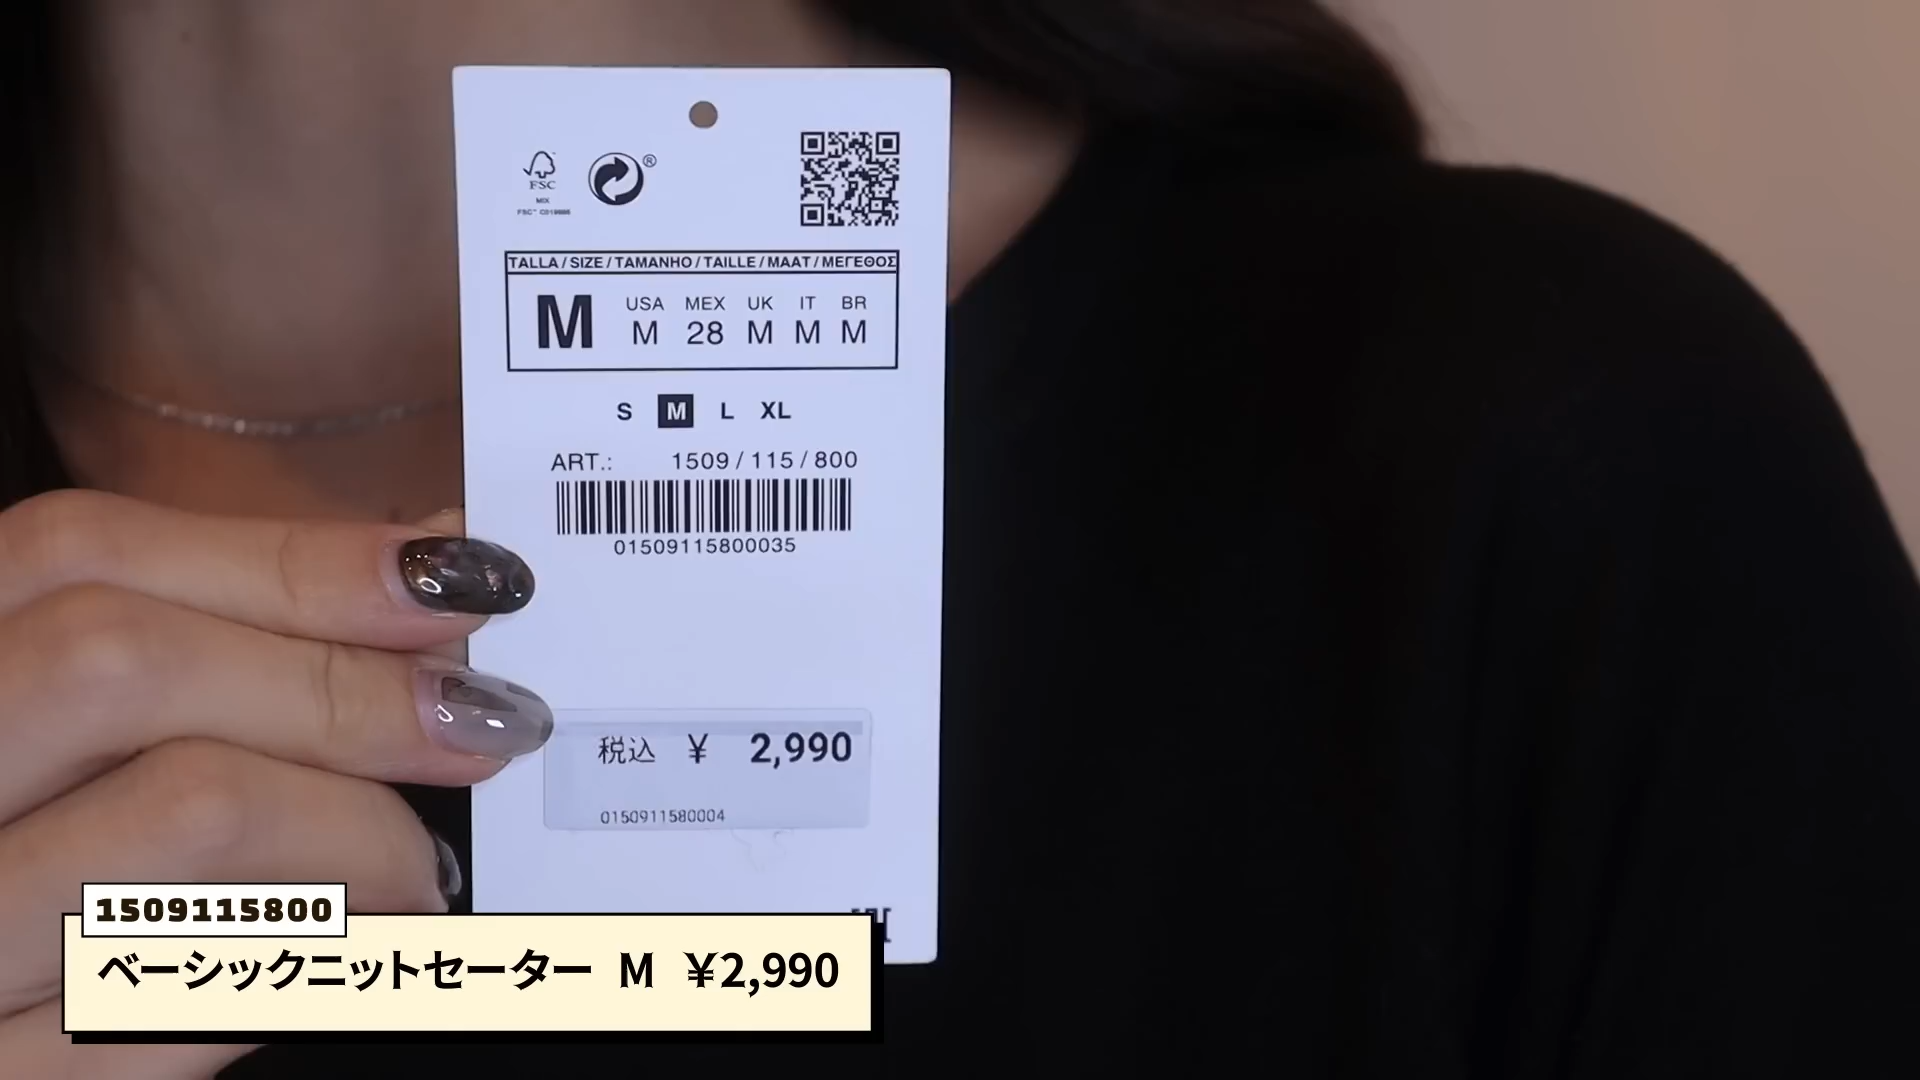 FSC
MIX
®
TALLA / SIZE / TAMANHO / TAILLE / MAAT / ΜΕΓΕΘΟΣ
M USA MEX UK IT BR
M 28 M M M
S M L XL
ART.: 1509 / 115 / 800
01509115800035
税込 ¥ 2,990
0150911580004
1509115800
ベーシックニットセーター M ¥2,990